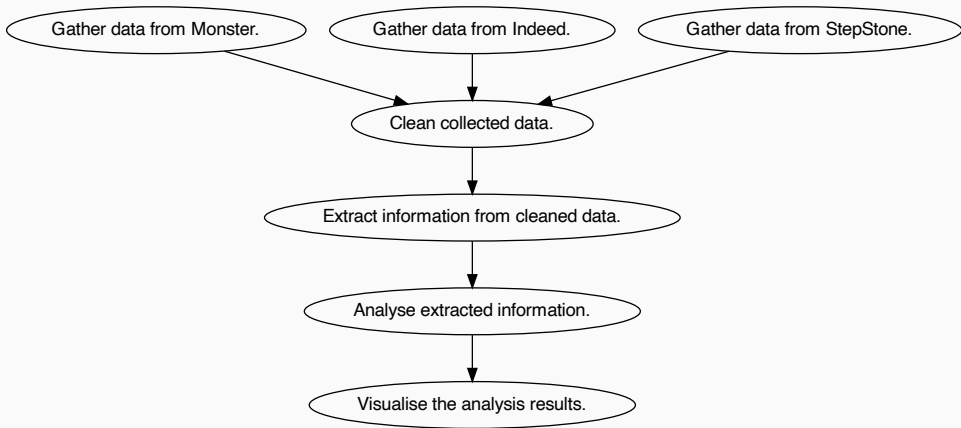 Gather data from Monster.
Gather data from Indeed.
Gather data from StepStone.
Clean collected data.
Extract information from cleaned data.
Analyse extracted information.
Visualise the analysis results.